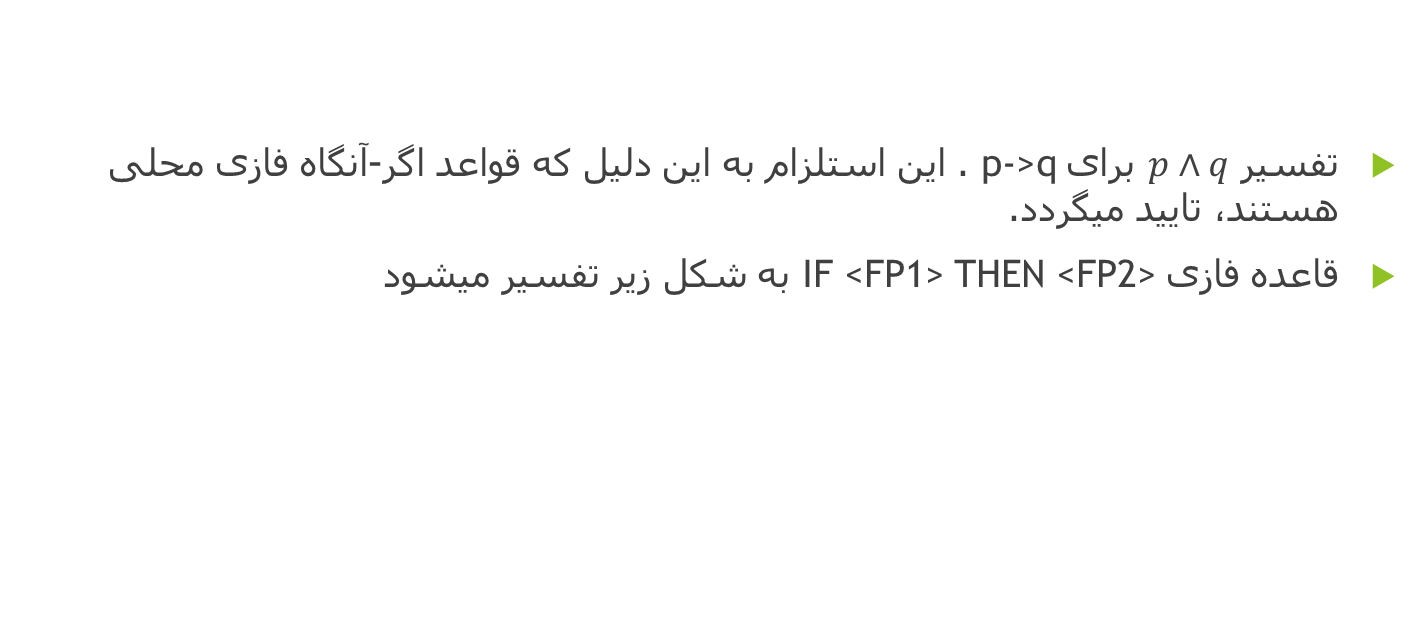 تفسیر p ∧ q برای p->q . این استلزام به این دلیل که قواعد اگر-آنگاه فازی محلی
هستند، تایید میگردد.
قاعده فازی IF <FP1> THEN <FP2> به شکل زیر تفسیر میشود